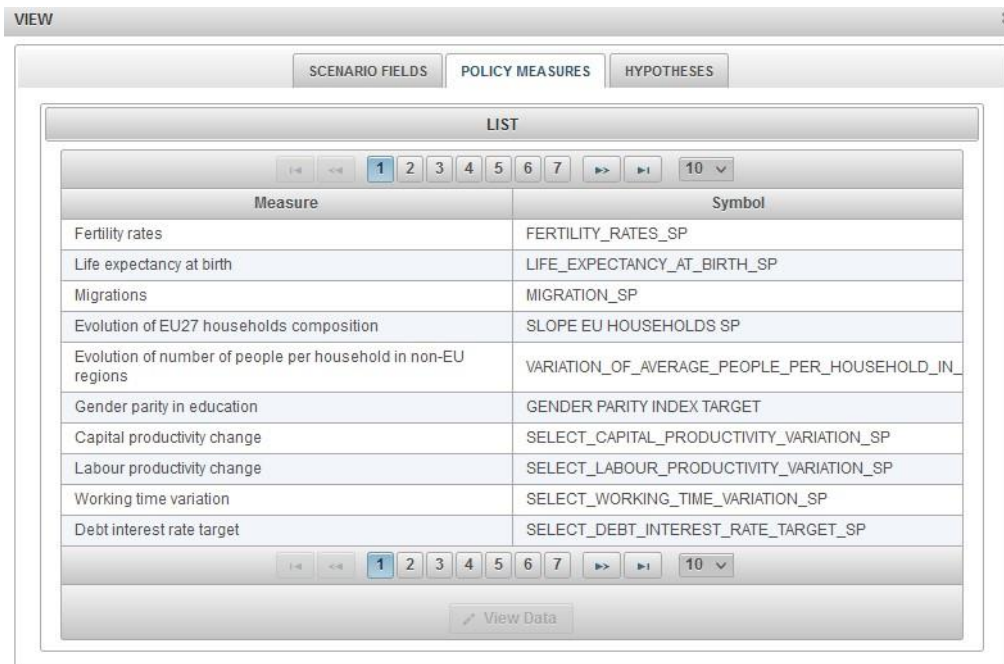 VIEW
SCENARIO FIELDS POLICY MEASURES HYPOTHESES
LIST
1 2 3 4 5 6 7 10
Measure Symbol
Fertility rates FERTILITY_RATES_SP
Life expectancy at birth LIFE_EXPECTANCY_AT_BIRTH_SP
Migrations MIGRATION_SP
Evolution of EU27 households composition SLOPE EU HOUSEHOLDS SP
Evolution of number of people per household in non-EU
regions VARIATION_OF_AVERAGE_PEOPLE_PER_HOUSEHOLD_IN_
Gender parity in education GENDER PARITY INDEX TARGET
Capital productivity change SELECT_CAPITAL_PRODUCTIVITY_VARIATION_SP
Labour productivity change SELECT_LABOUR_PRODUCTIVITY_VARIATION_SP
Working time variation SELECT_WORKING_TIME_VARIATION_SP
Debt interest rate target SELECT_DEBT_INTEREST_RATE_TARGET_SP
1 2 3 4 5 6 7 10
View Data